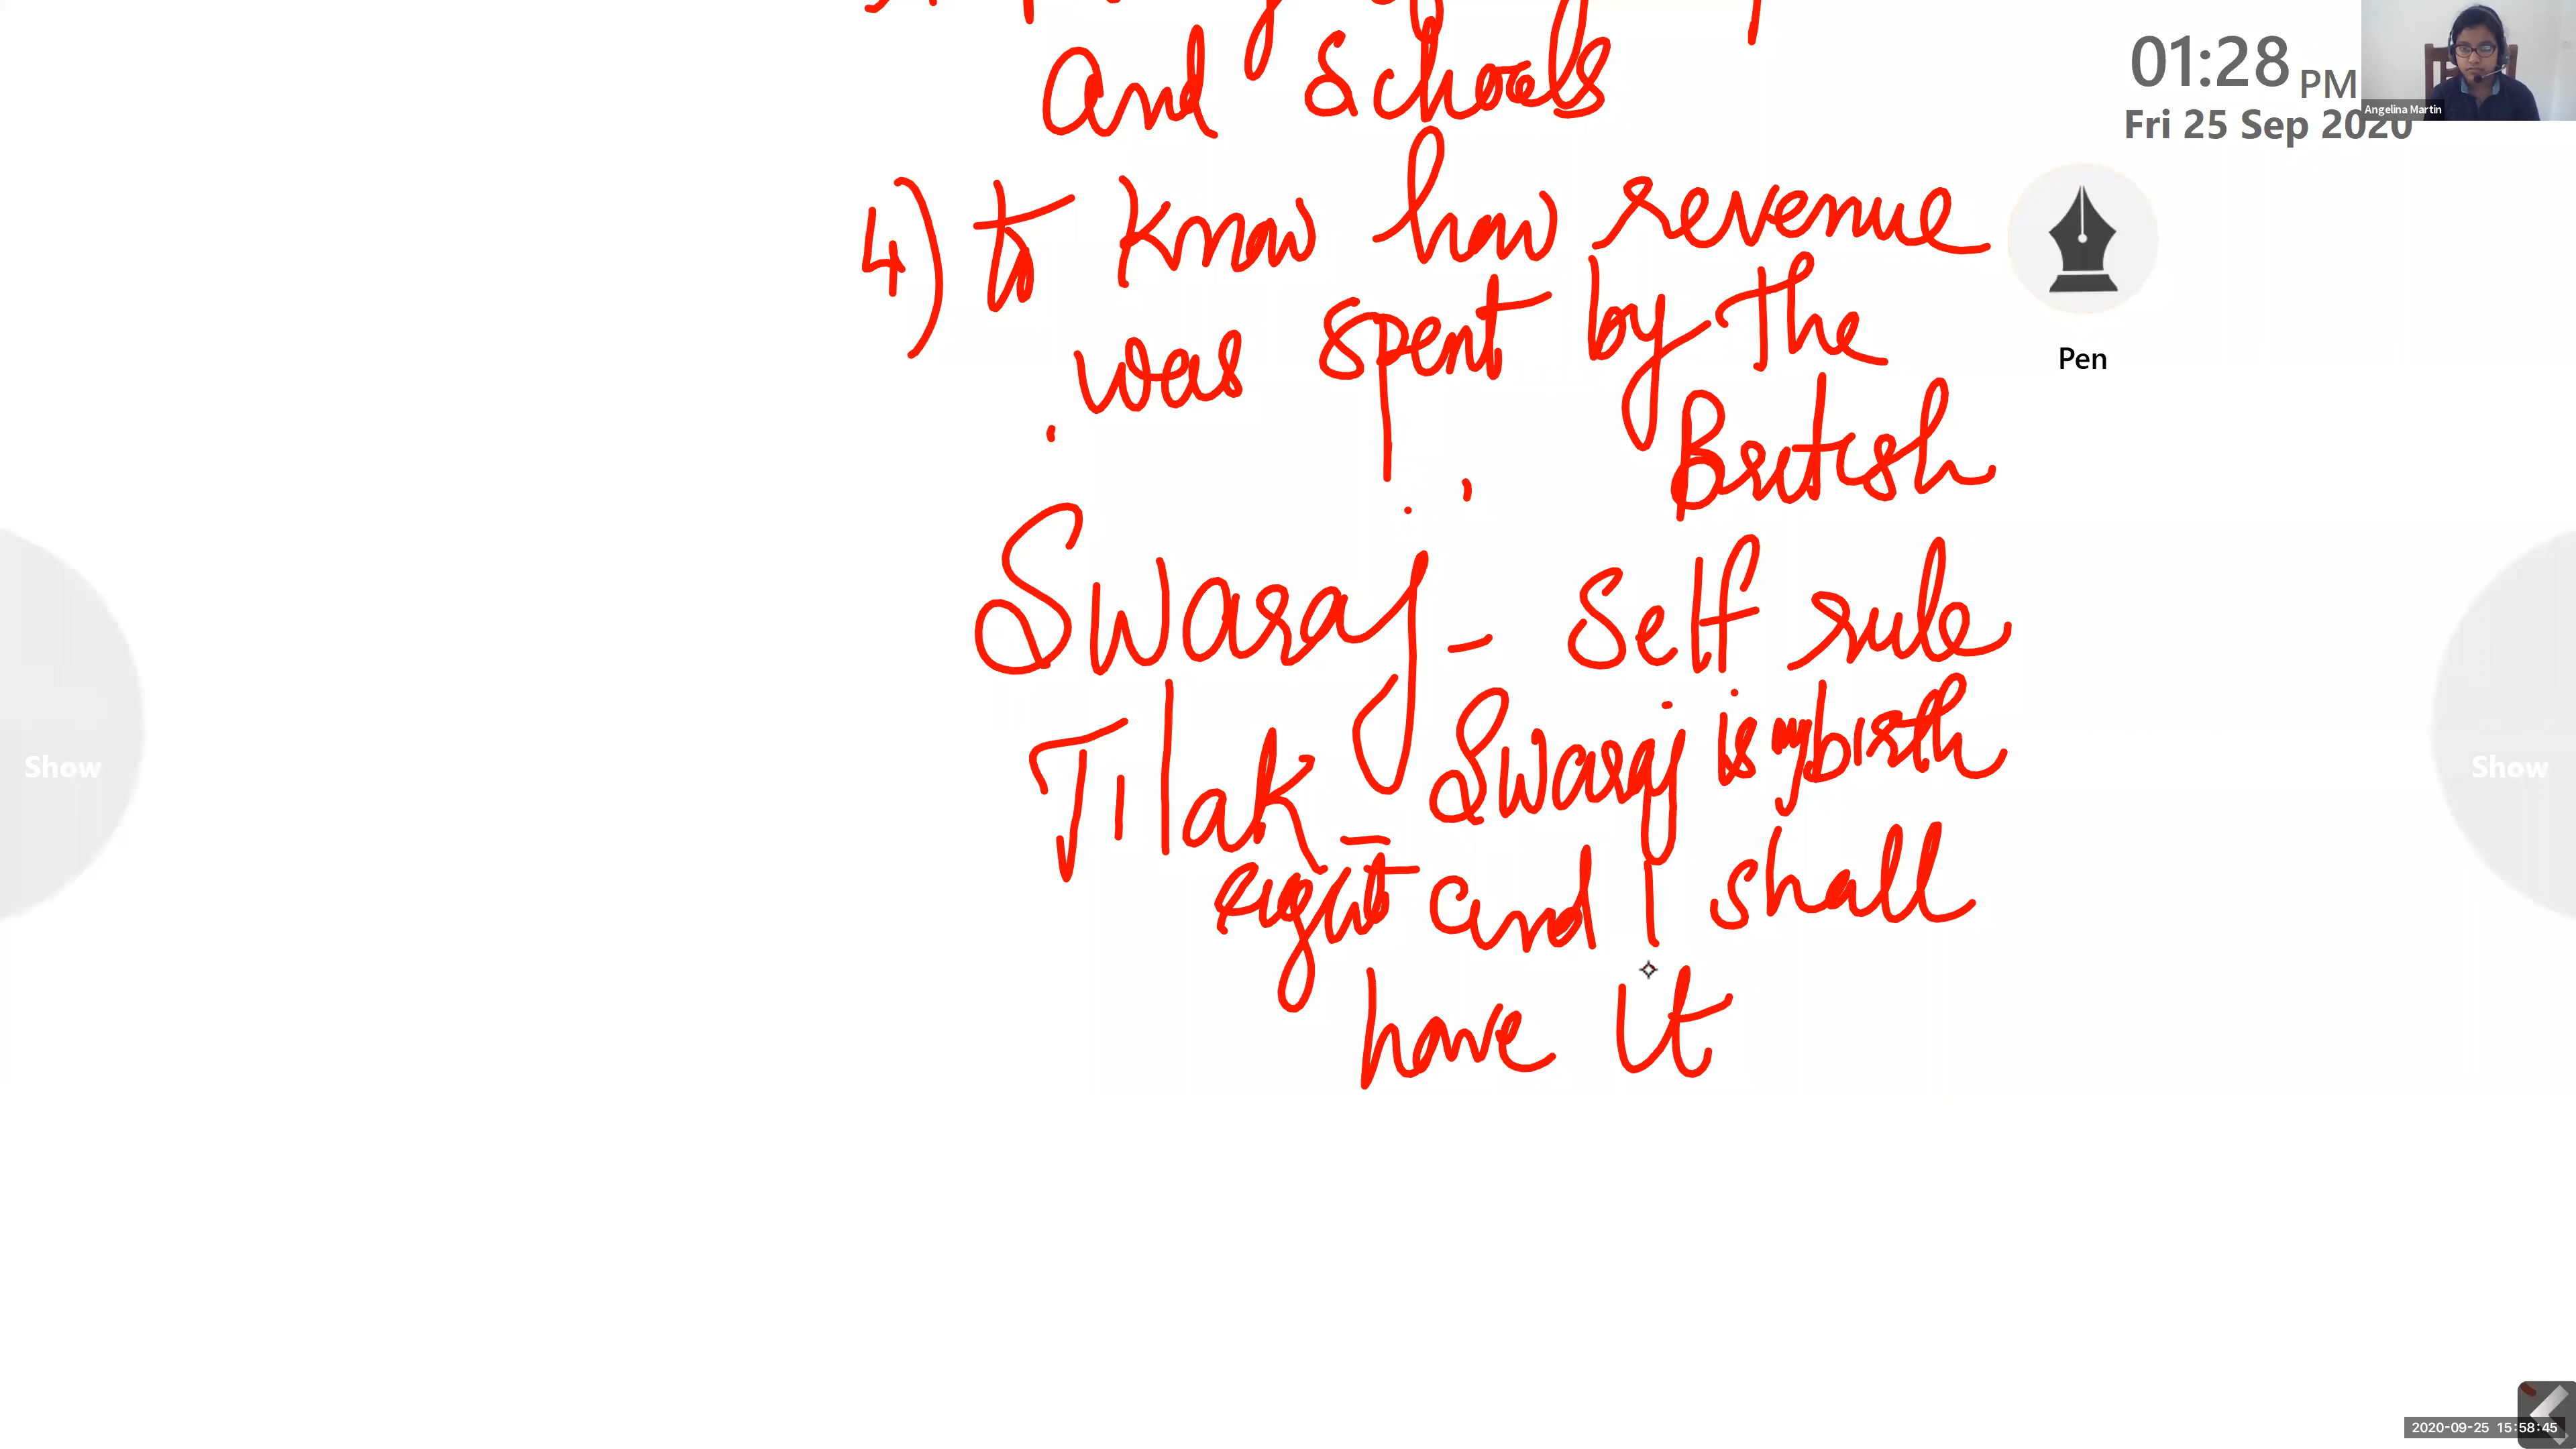 and Schools
4) to know how revenue
was spent by the
British
Swaraj - Self rule
Tilak - Swaraj is my birth
right and I shall
have it
01:28 PM
Fri 25 Sep 2020
Angelina Martin
Pen
Show
Show
2020-09-25 15:58:45